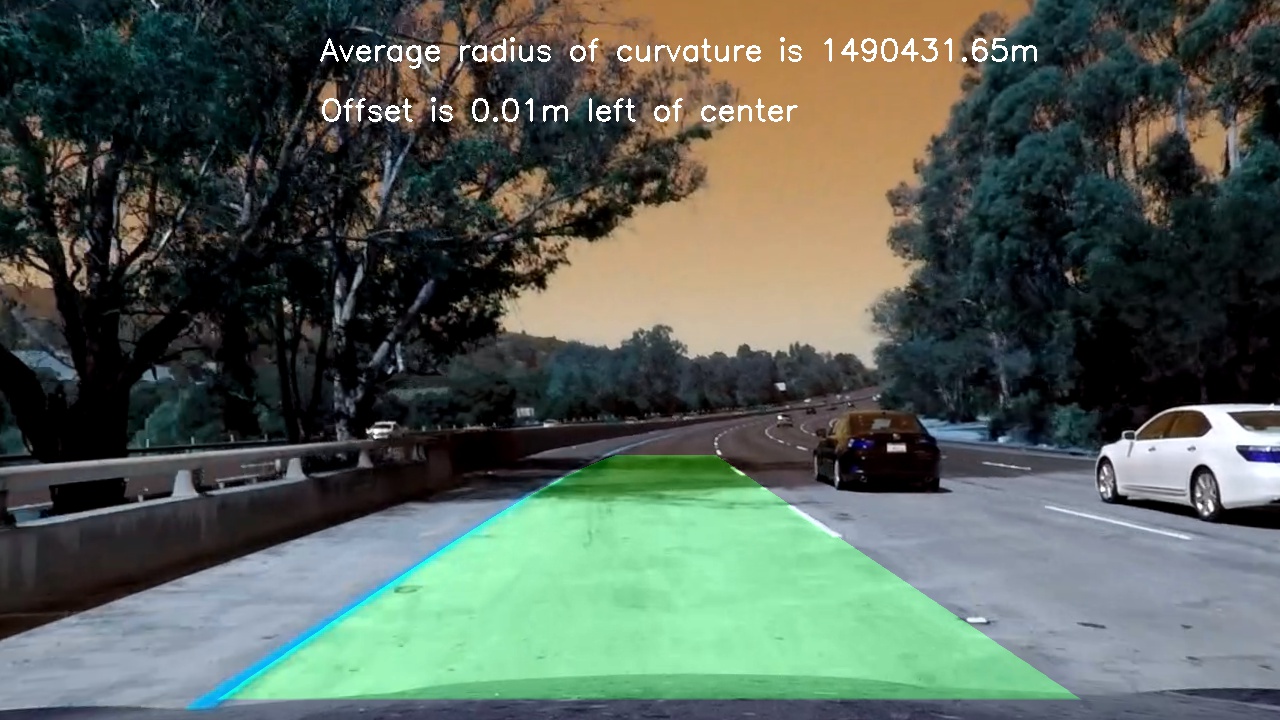 Average radius of curvature is 1490431.65m
Offset is 0.01m left of center